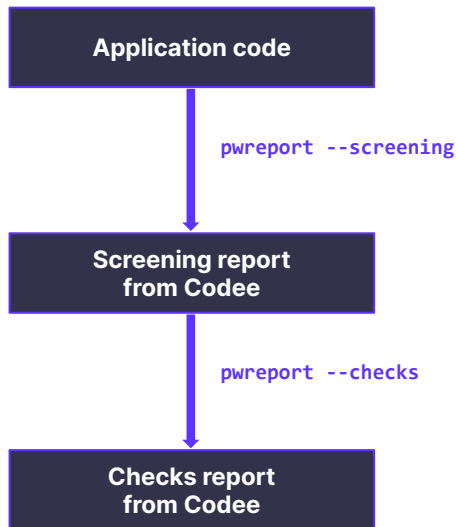 Application code
pwreport --screening
Screening report
from Codee
pwreport --checks
Checks report
from Codee